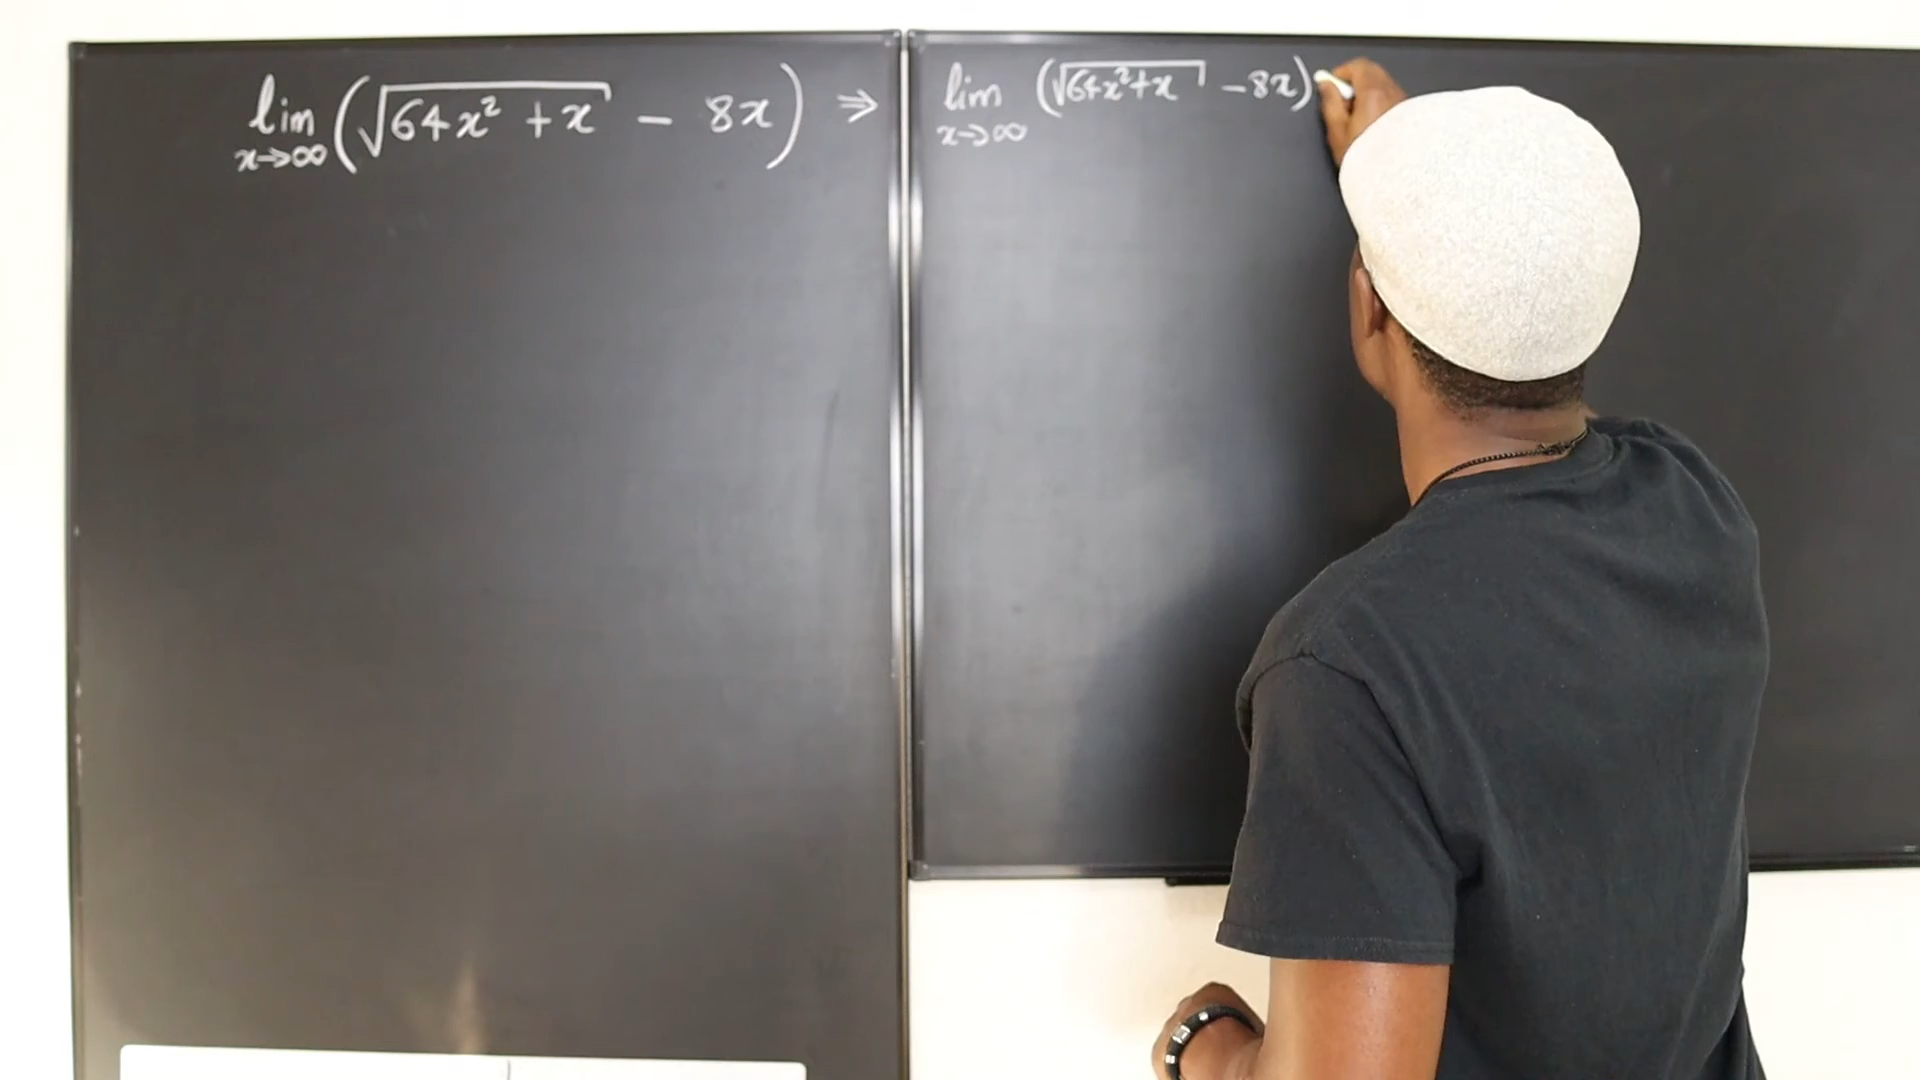 lim (√64x² + x - 8x) ⇒
x→∞
lim (√64x²+x - 8x)
x→∞